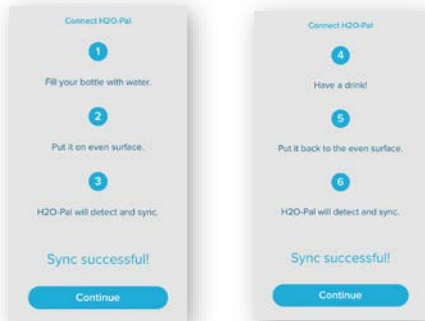 Connect H2O-Pal
1
Fill your bottle with water.
2
Put it on even surface.
3
H2O-Pal will detect and sync.
Sync successful!
Continue
Connect H2O-Pal
4
Have a drink!
5
Put it back to the even surface.
6
H2O-Pal will detect and sync.
Sync successful!
Continue